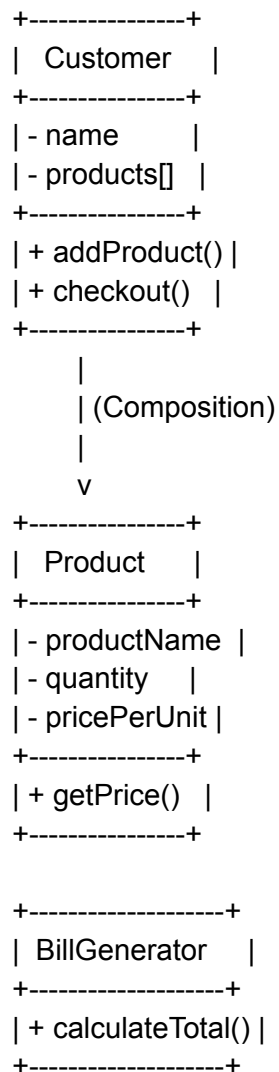 +----------------+
|   Customer     |
+----------------+
| - name         |
| - products[]   |
+----------------+
| + addProduct() |
| + checkout()   |
+----------------+
        |
        | (Composition)
        |
        v
+----------------+
|   Product      |
+----------------+
| - productName  |
| - quantity     |
| - pricePerUnit |
+----------------+
| + getPrice()   |
+----------------+

+--------------------+
|  BillGenerator     |
+--------------------+
| + calculateTotal() |
+--------------------+